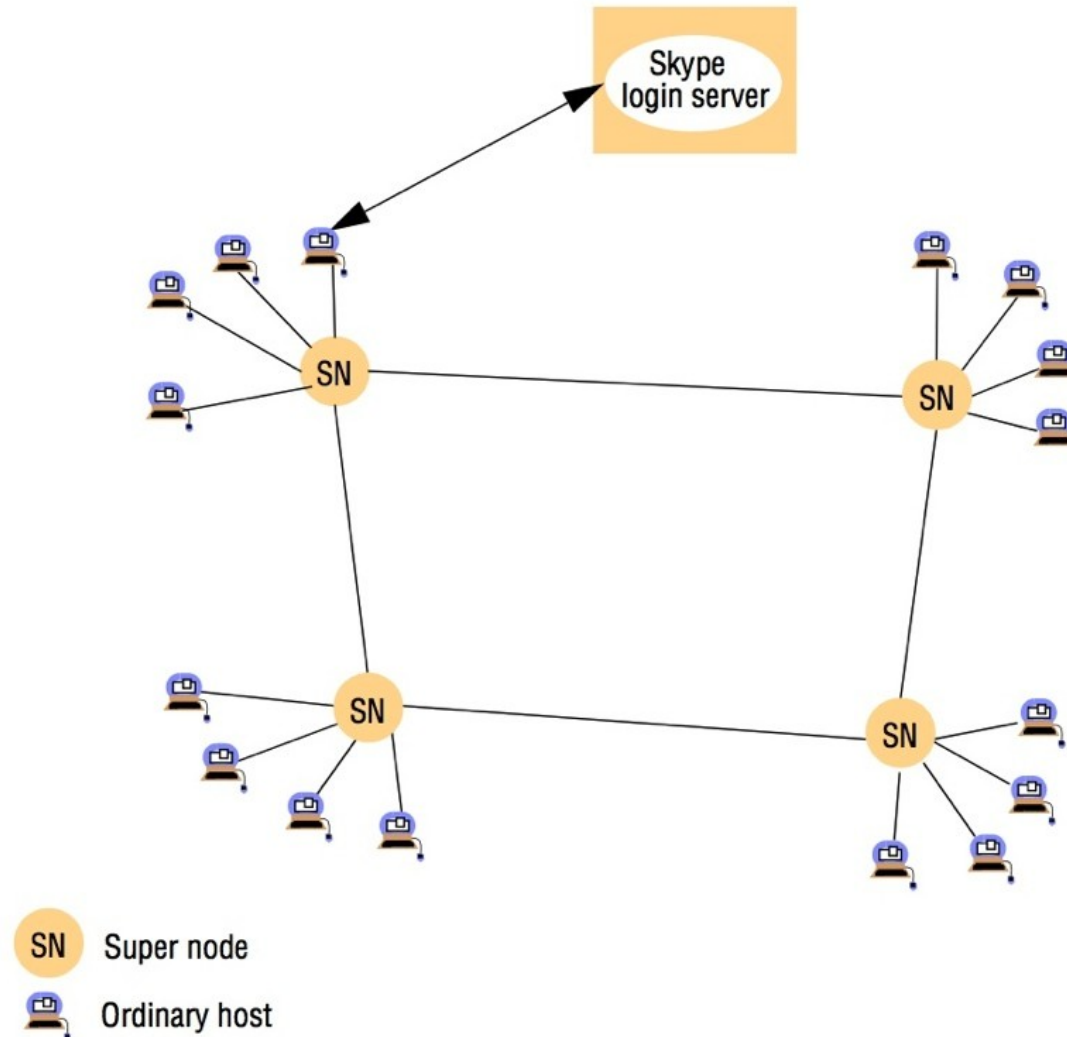 Skype
login server
SN
SN
SN
SN
SN Super node
Ordinary host